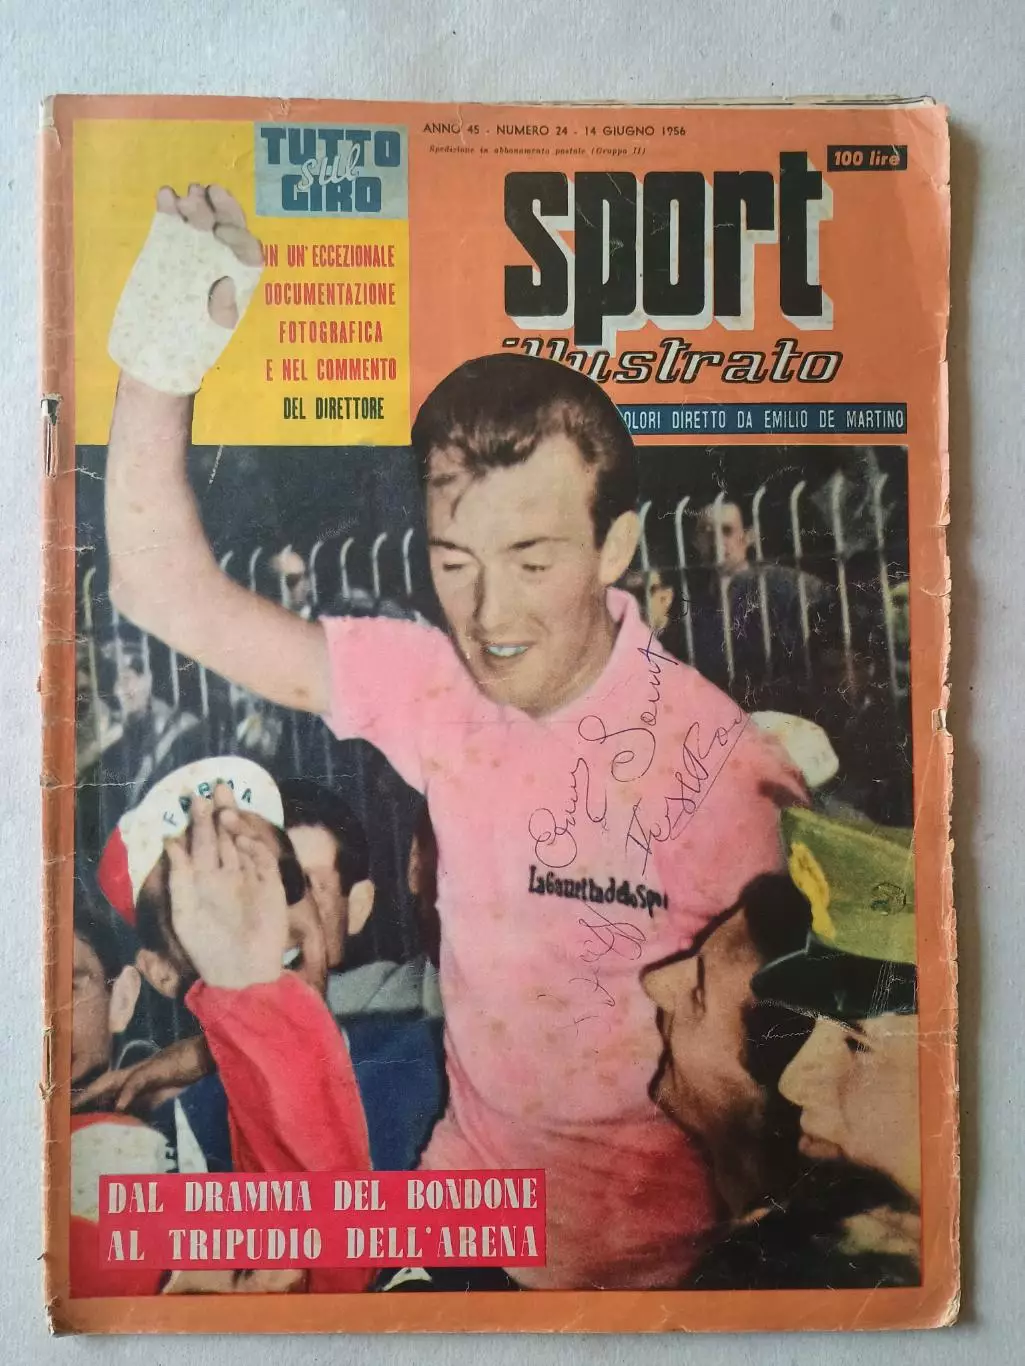 ANNO 45 - NUMERO 24 - 14 GIUGNO 1956
Spedizione in abbonamento postale (Gruppo II)
100 lire
TUTTO
sul
GIRO
IN UN'ECCEZIONALE
DOCUMENTAZIONE
FOTOGRAFICA
E NEL COMMENTO
DEL DIRETTORE
sport
illustrato
OLORI DIRETTO DA EMILIO DE MARTINO
FAEMA
La Gazzetta dello Sport
DAL DRAMMA DEL BONDONE
AL TRIPUDIO DELL'ARENA